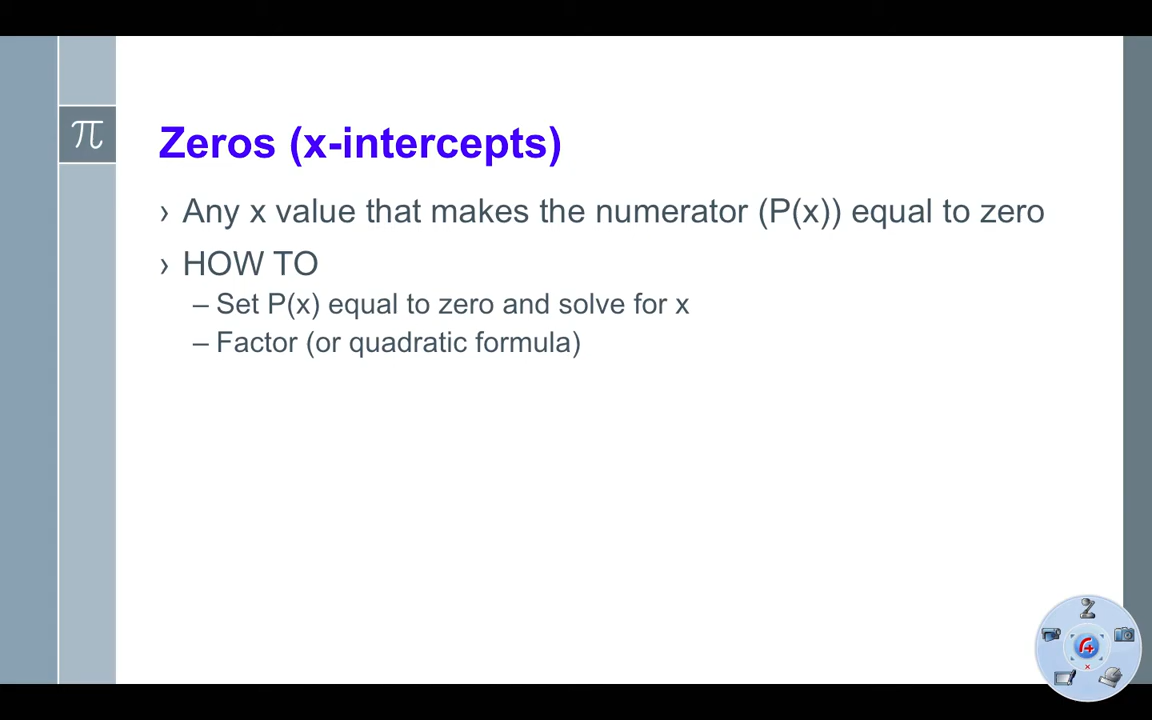 π
Zeros (x-intercepts)
› Any x value that makes the numerator (P(x)) equal to zero
› HOW TO
– Set P(x) equal to zero and solve for x
– Factor (or quadratic formula)